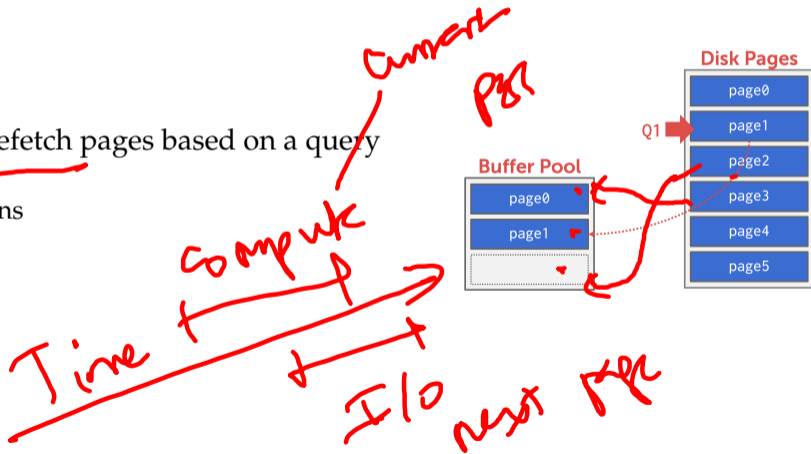 current
page
efetch pages based on a query
ns
compute
Time
I/O
next page
Buffer Pool
page0
page1
Disk Pages
Q1
page0
page1
page2
page3
page4
page5